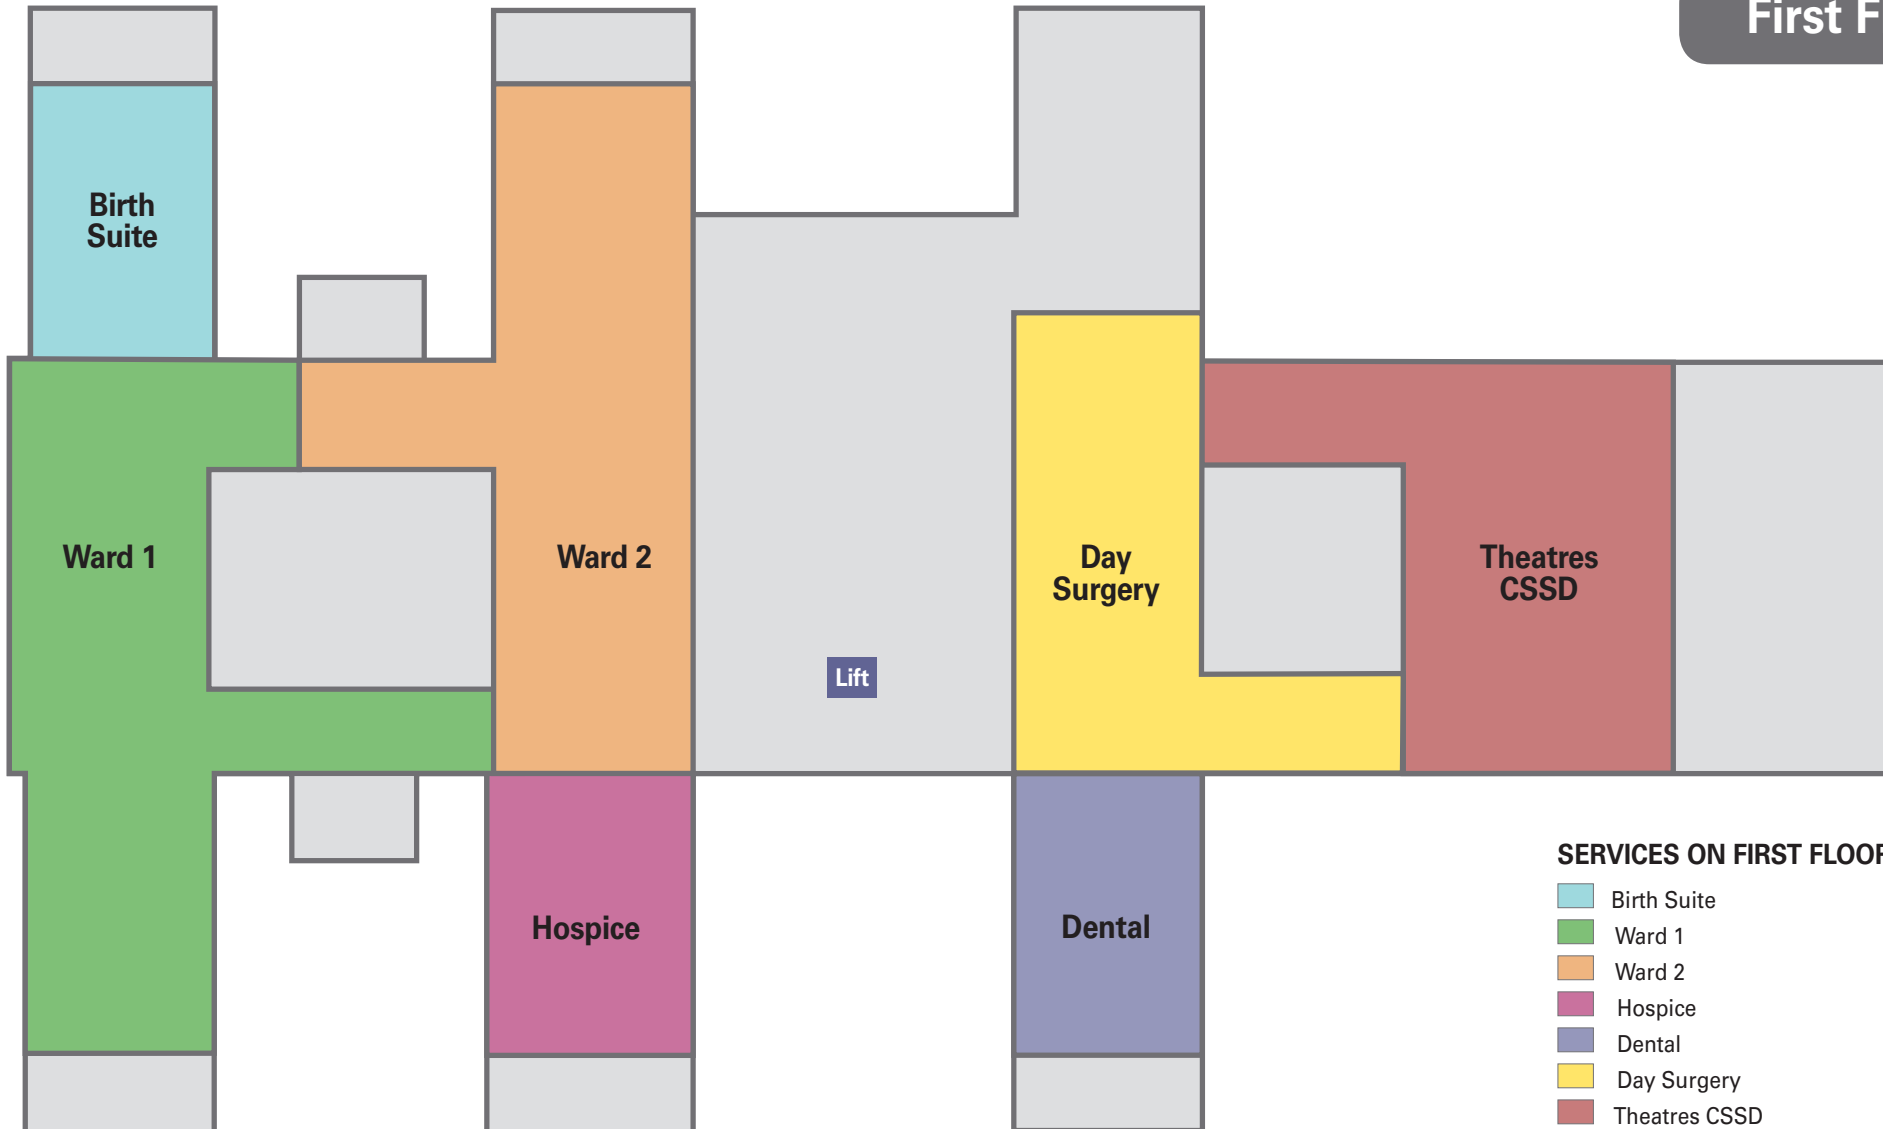 First F
Birth
Suite
Ward 1
Ward 2
Day
Surgery
Theatres
CSSD
Lift
Hospice
Dental
SERVICES ON FIRST FLOOR
Birth Suite
Ward 1
Ward 2
Hospice
Dental
Day Surgery
Theatres CSSD